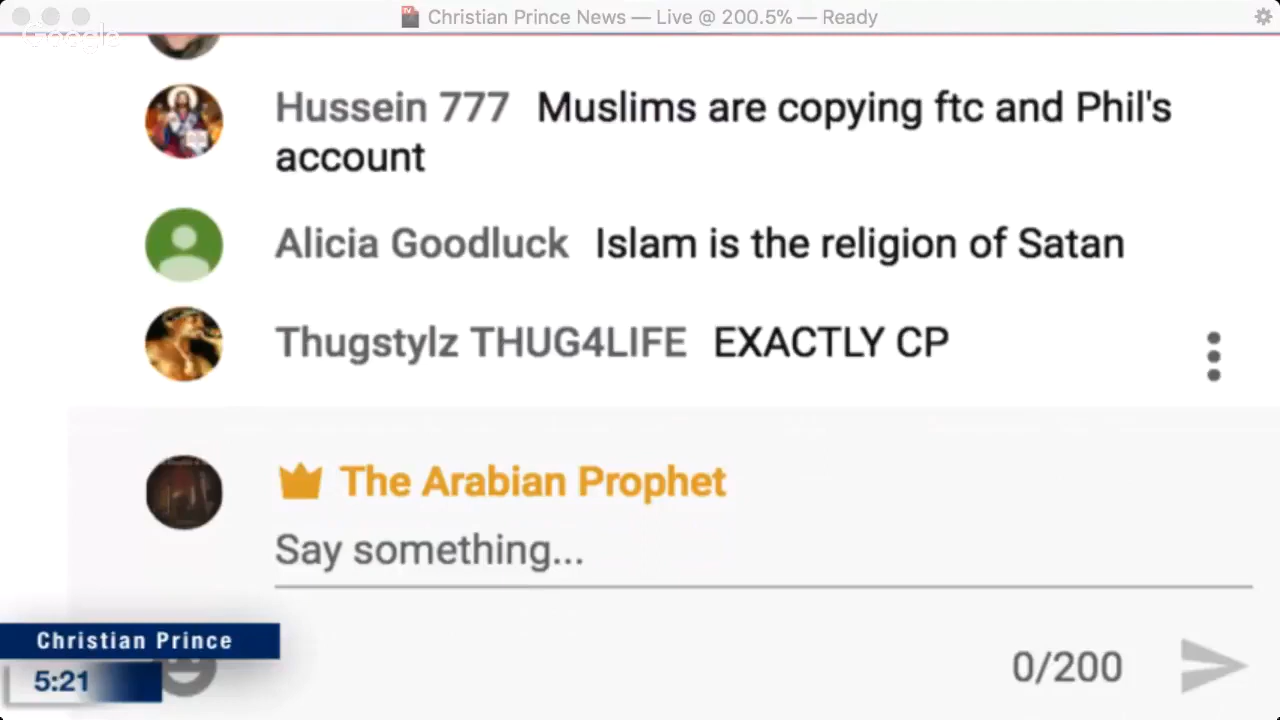 Christian Prince News — Live @ 200.5% — Ready
Google
Hussein 777 Muslims are copying ftc and Phil's
account
Alicia Goodluck Islam is the religion of Satan
Thugstylz THUG4LIFE EXACTLY CP
The Arabian Prophet
Say something...
Christian Prince
5:21
0/200